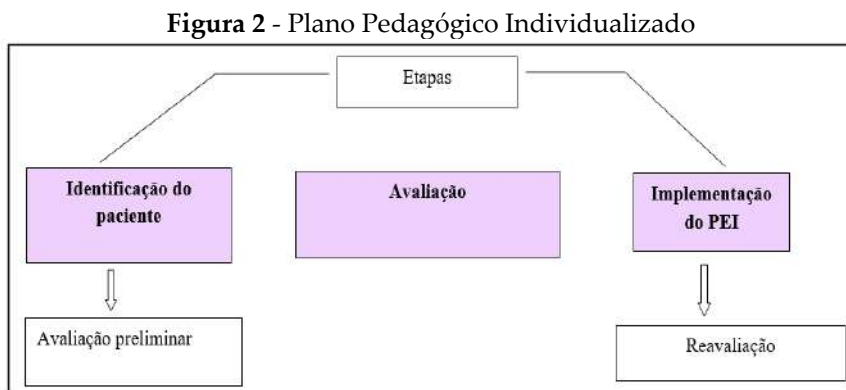 Figura 2 - Plano Pedagógico Individualizado
Etapas
Identificação do
paciente
Avaliação
Implementação
do PEI
Avaliação preliminar
Reavaliação